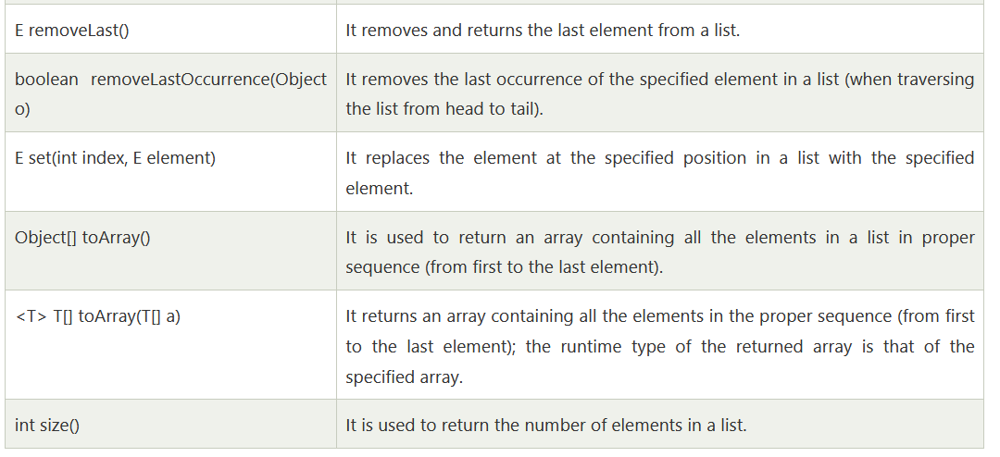 E removeLast()
It removes and returns the last element from a list.
boolean removeLastOccurrence(Object
o)
It removes the last occurrence of the specified element in a list (when traversing
the list from head to tail).
E set(int index, E element)
It replaces the element at the specified position in a list with the specified
element.
Object[] toArray()
It is used to return an array containing all the elements in a list in proper
sequence (from first to the last element).
<T> T[] toArray(T[] a)
It returns an array containing all the elements in the proper sequence (from first
to the last element); the runtime type of the returned array is that of the
specified array.
int size()
It is used to return the number of elements in a list.